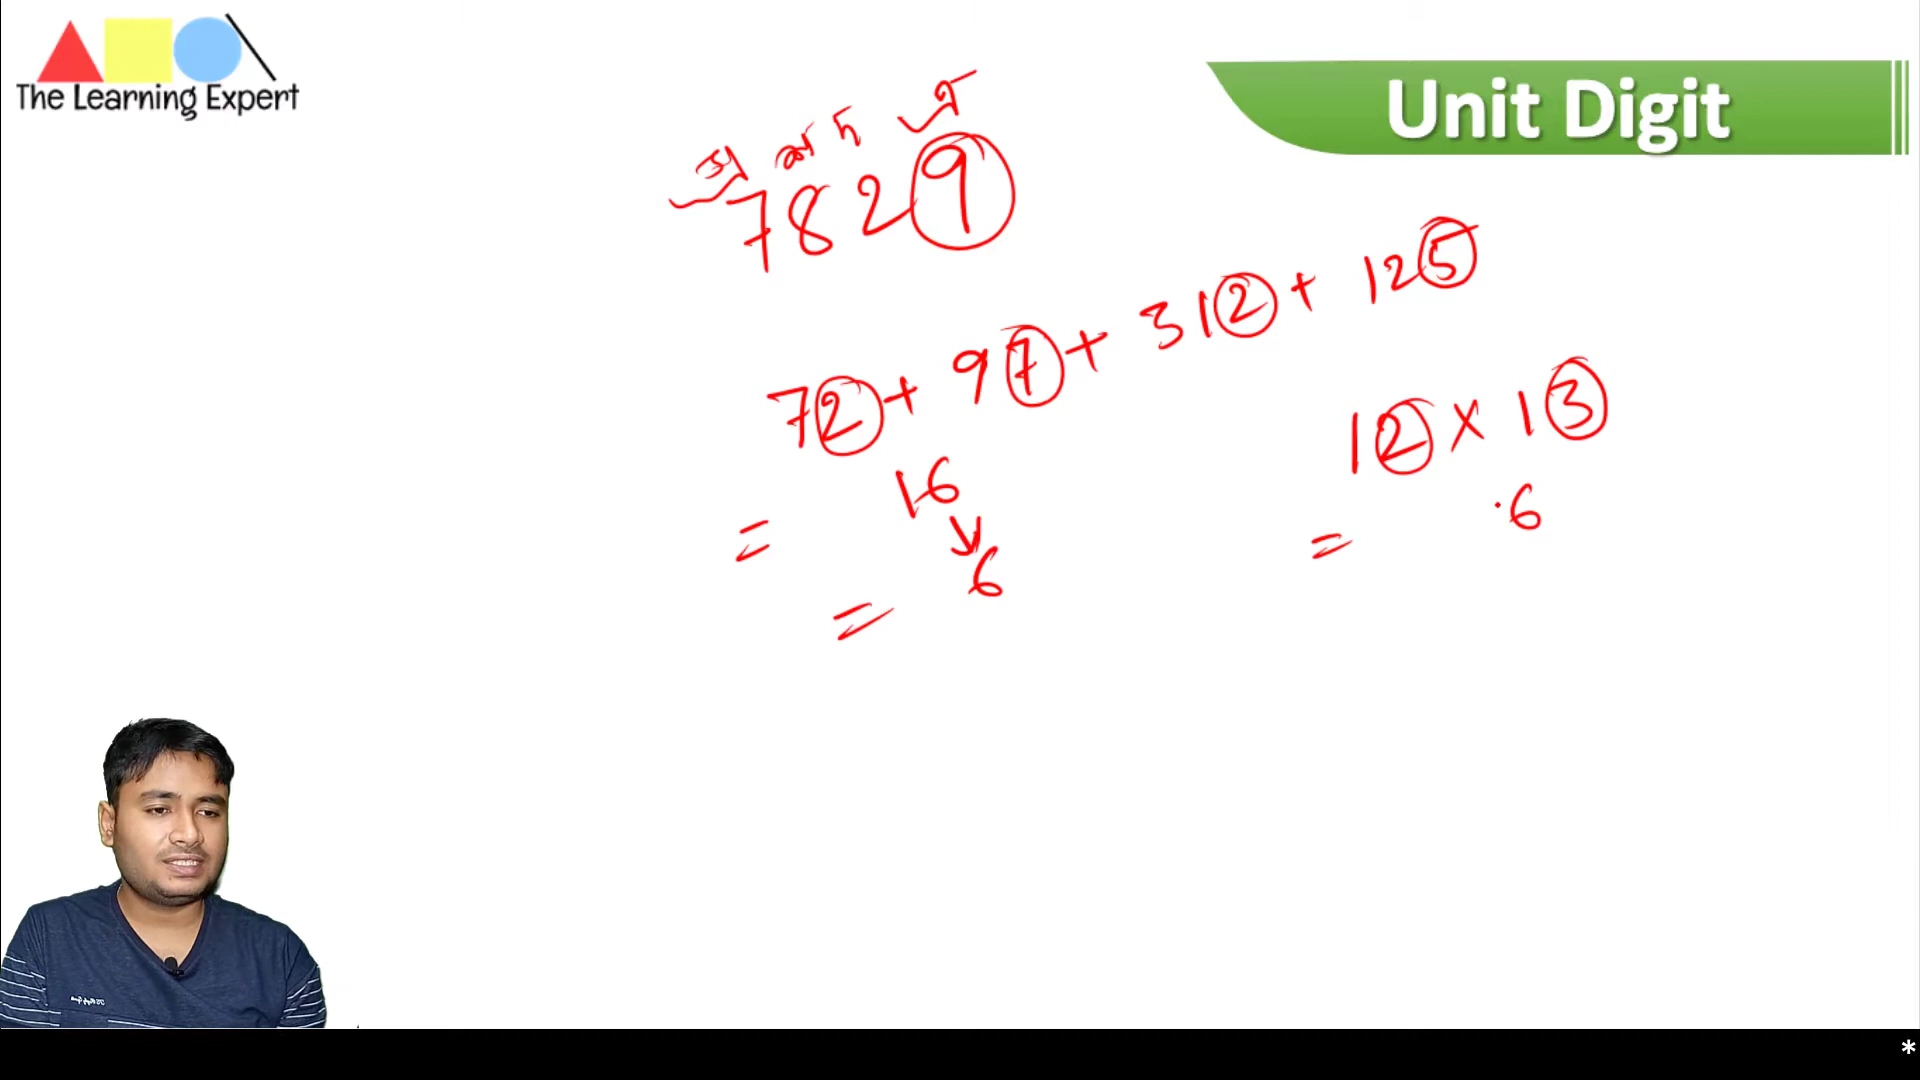 The Learning Expert
Unit Digit
7829
72 + 97 + 312 + 125
= 16
= 6
12 × 13
= 6
*